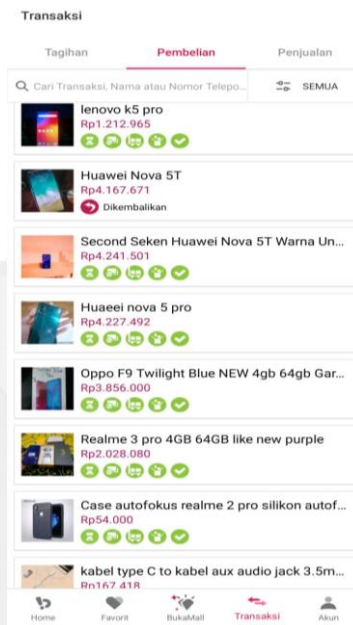 Transaksi
Tagihan Pembelian Penjualan
Cari Transaksi, Nama atau Nomor Telepo... SEMUA
lenovo k5 pro
Rp1.212.965
Huawei Nova 5T
Rp4.167.671
Dikembalikan
Second Seken Huawei Nova 5T Warna Un...
Rp4.241.501
Huaeei nova 5 pro
Rp4.227.492
Oppo F9 Twilight Blue NEW 4gb 64gb Gar...
Rp3.856.000
Realme 3 pro 4GB 64GB like new purple
Rp2.028.080
Case autofokus realme 2 pro silikon autof...
Rp54.000
kabel type C to kabel aux audio jack 3.5m...
Rp167.418
Home Favorit BukaMall Transaksi Akun